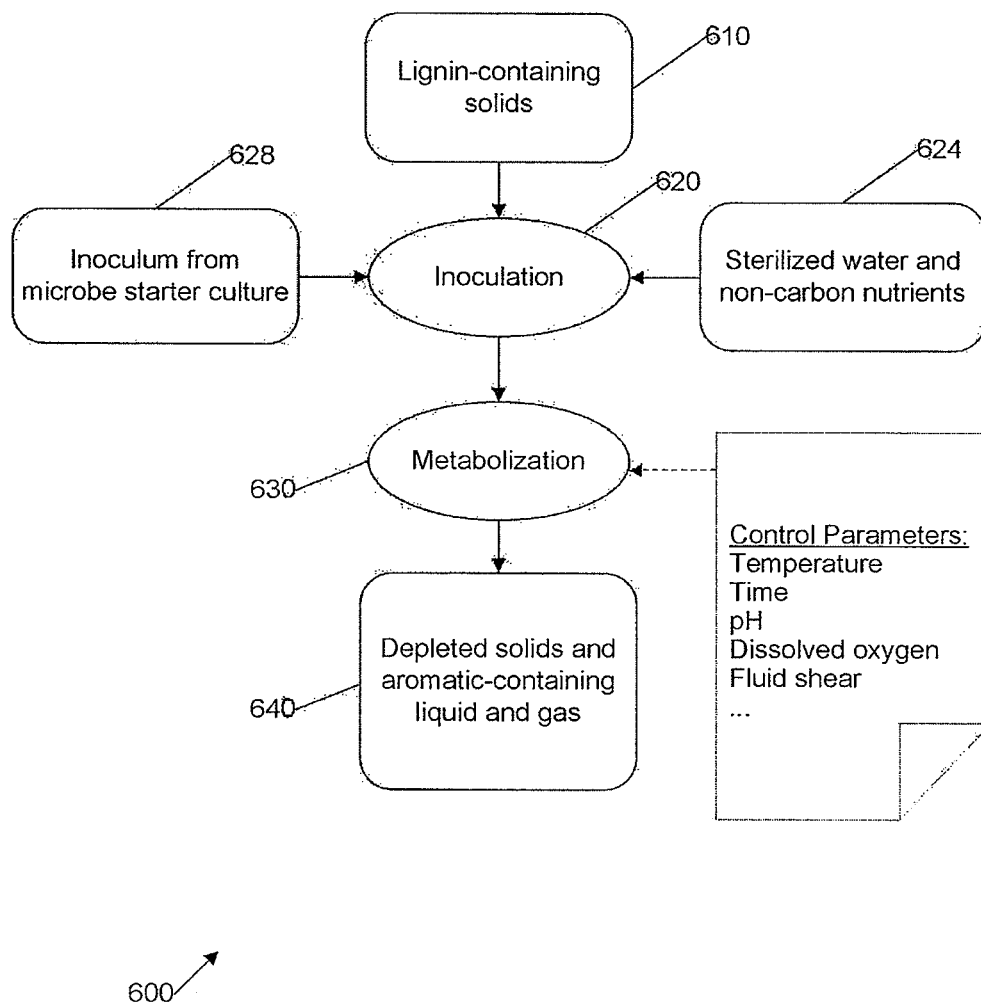 610
Lignin-containing
solids
628
620
624
Inoculum from
microbe starter culture
Inoculation
Sterilized water and
non-carbon nutrients
Metabolization
630
Control Parameters:
Temperature
Time
pH
Dissolved oxygen
Fluid shear
...
Depleted solids and
aromatic-containing
liquid and gas
640
600